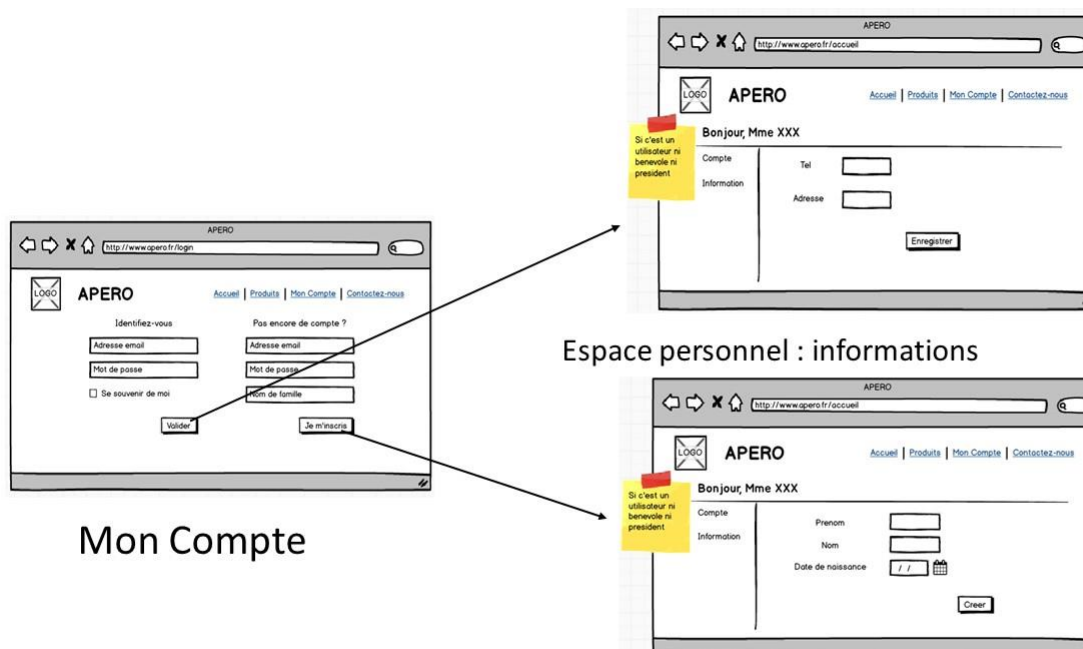 APERO
http://www.apero.fr/accueil
LOGO
APERO
Accueil | Produits | Mon Compte | Contactez-nous
Si c'est un
utilisateur ni
benevole ni
president
Bonjour, Mme XXX
Compte
Information
Tel
Adresse
Enregistrer
APERO
http://www.apero.fr/login
LOGO
APERO
Accueil | Produits | Mon Compte | Contactez-nous
Identifiez-vous
Adresse email
Mot de passe
Se souvenir de moi
Valider
Pas encore de compte ?
Adresse email
Mot de passe
Nom de famille
Je m'inscris
Mon Compte
Espace personnel : informations
APERO
http://www.apero.fr/accueil
LOGO
APERO
Accueil | Produits | Mon Compte | Contactez-nous
Si c'est un
utilisateur ni
benevole ni
president
Bonjour, Mme XXX
Compte
Information
Prenom
Nom
Date de naissance
/ /
Creer